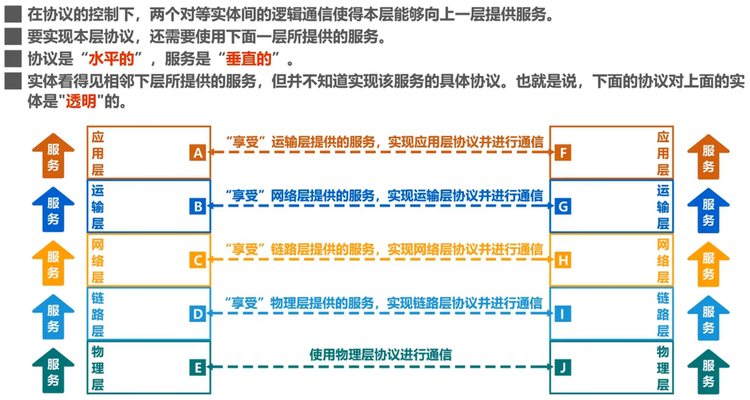 在协议的控制下，两个对等实体间的逻辑通信使得本层能够向上一层提供服务。
要实现本层协议，还需要使用下面一层所提供的服务。
协议是“水平的”，服务是“垂直的”。
实体看得见相邻下层所提供的服务，但并不知道实现该服务的具体协议。也就是说，下面的协议对上面的实
体是"透明"的。
服务 应用层 A “享受”运输层提供的服务，实现应用层协议并进行通信 F 应用层 服务
服务 运输层 B “享受”网络层提供的服务，实现运输层协议并进行通信 G 运输层 服务
服务 网络层 C “享受”链路层提供的服务，实现网络层协议并进行通信 H 网络层 服务
服务 链路层 D “享受”物理层提供的服务，实现链路层协议并进行通信 I 链路层 服务
服务 物理层 E 使用物理层协议进行通信 J 物理层 服务